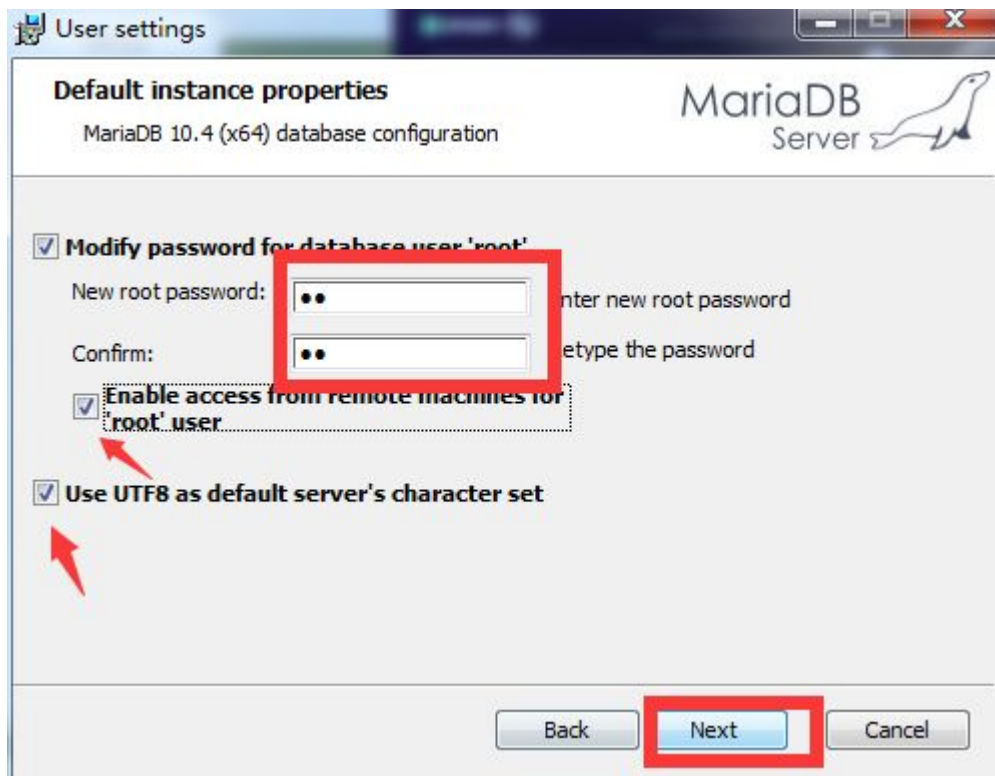 User settings
Default instance properties
MariaDB 10.4 (x64) database configuration
MariaDB
Server
Modify password for database user 'root'
New root password: •• nter new root password
Confirm: •• etype the password
Enable access from remote machines for
'root' user
Use UTF8 as default server's character set
Back Next Cancel